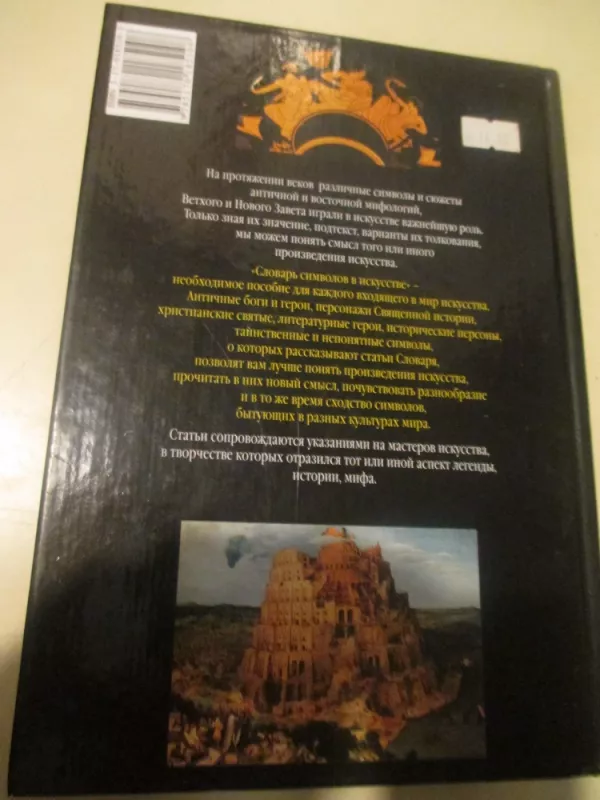 На протяжении веков различные символы и сюжеты
античной и восточной мифологий,
Ветхого и Нового Завета играли в искусстве важнейшую роль.
Только зная их значение, подтекст, варианты их толкования,
мы можем понять смысл того или иного
произведения искусства.
«Словарь символов в искусстве» –
необходимое пособие для каждого входящего в мир искусства.
Античные боги и герои, персонажи Священной истории,
христианские святые, литературные герои, исторические персоны,
таинственные и непонятные символы,
о которых рассказывают статьи Словаря,
позволят вам лучше понять произведения искусства,
прочитать в них новый смысл, почувствовать разнообразие
и в то же время сходство символов,
бытующих в разных культурах мира.
Статьи сопровождаются указаниями на мастеров искусства,
в творчестве которых отразился тот или иной аспект легенды,
истории, мифа.